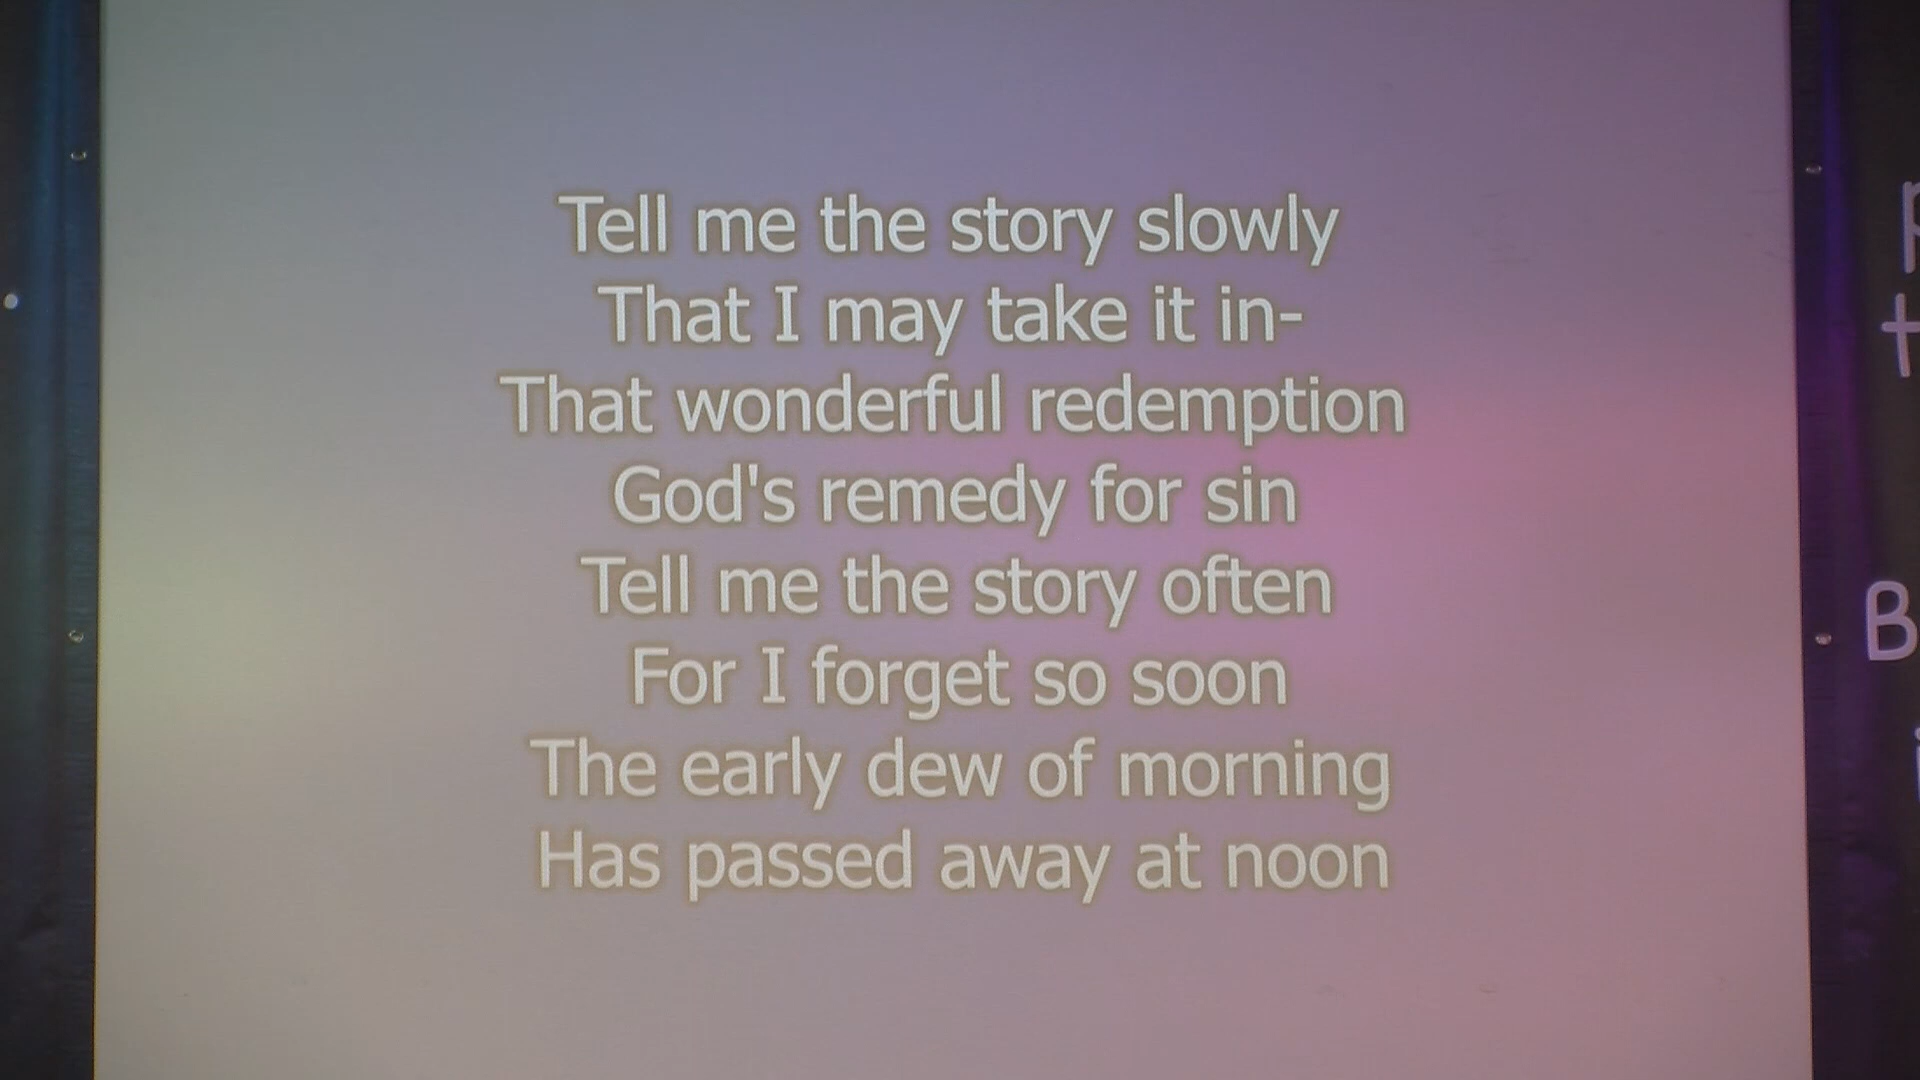 Tell me the story slowly
That I may take it in-
That wonderful redemption
God's remedy for sin
Tell me the story often
For I forget so soon
The early dew of morning
Has passed away at noon
B